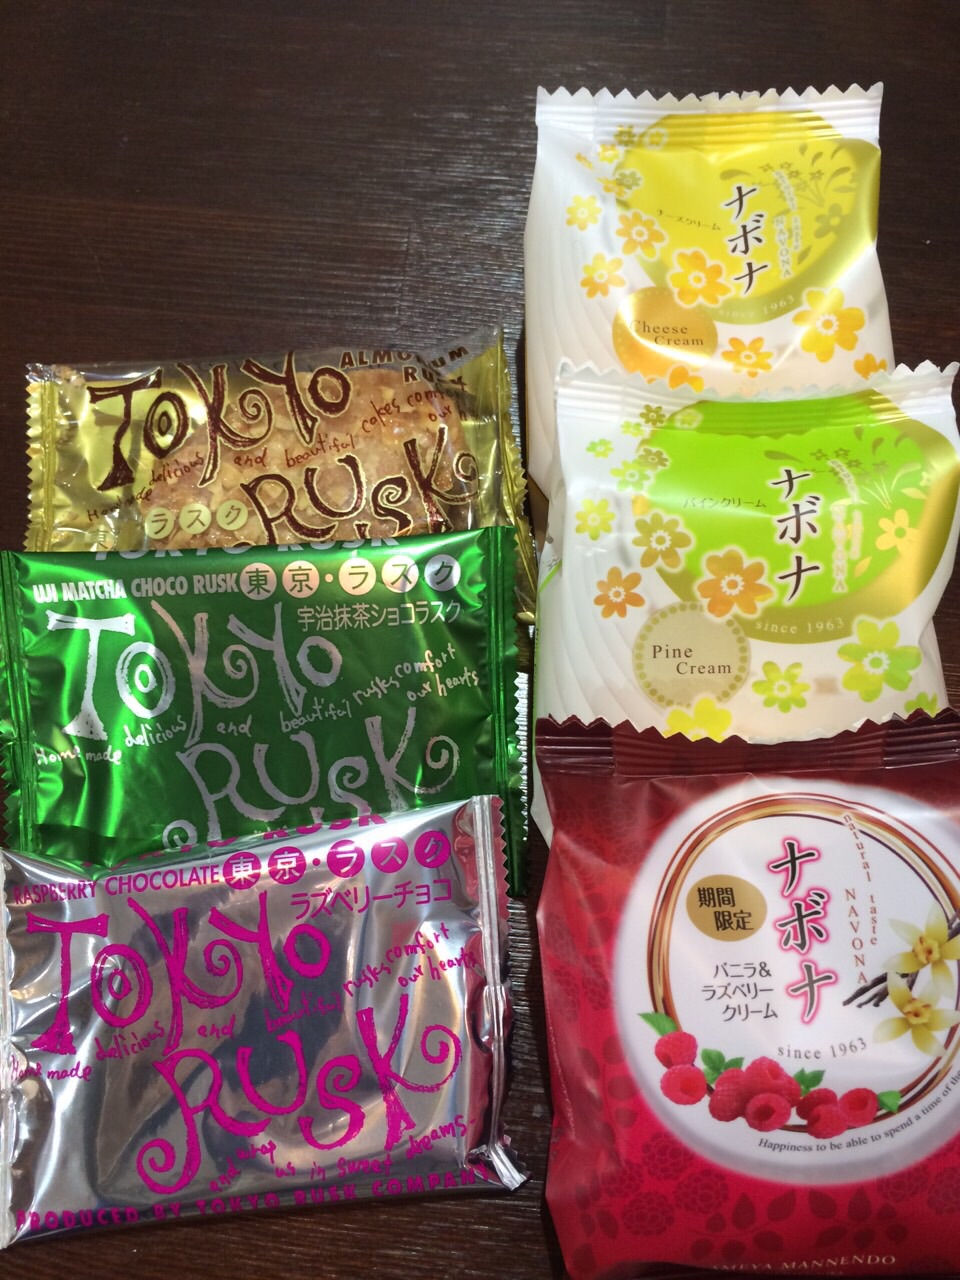 TOKYO
RUSK
Home made
delicious and beautiful
cakes
ラスク
TOKYO RUSK
UJI MATCHA CHOCO RUSK 東京・ラスク
宇治抹茶ショコラスク
TOKYO
RUSK
Home made
delicious and beautiful rusks comfort
our hearts
RASPBERRY CHOCOLATE 東京・ラスク
ラズベリーチョコ
TOKYO
RUSK
Home made
delicious and beautiful rusks comfort
our hearts
and wrap us in sweet dreams.
PRODUCED BY TOKYO RUSK COMPANY
チーズクリーム
ナボナ
NAVONA
since 1963
Cheese
Cream
パインクリーム
ナボナ
NAVONA
since 1963
Pine
Cream
ナボナ
natural taste NAVONA
期間
限定
バニラ&
ラズベリー
クリーム
since 1963
Happiness to be able to spend a time of the
KAMEYA MANNENDO